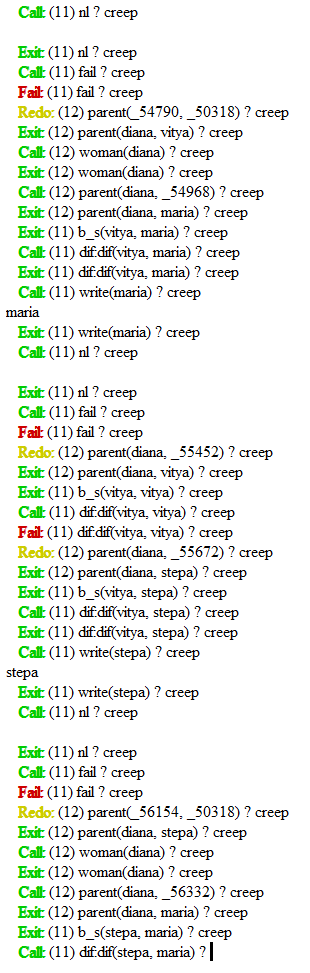 Call: (11) nl ? creep
Exit: (11) nl ? creep
Call: (11) fail ? creep
Fail: (11) fail ? creep
Redo: (12) parent(_54790, _50318) ? creep
Exit: (12) parent(diana, vitya) ? creep
Call: (12) woman(diana) ? creep
Exit: (12) woman(diana) ? creep
Call: (12) parent(diana, _54968) ? creep
Exit: (12) parent(diana, maria) ? creep
Exit: (11) b_s(vitya, maria) ? creep
Call: (11) dif:dif(vitya, maria) ? creep
Exit: (11) dif:dif(vitya, maria) ? creep
Call: (11) write(maria) ? creep
maria
Exit: (11) write(maria) ? creep
Call: (11) nl ? creep
Exit: (11) nl ? creep
Call: (11) fail ? creep
Fail: (11) fail ? creep
Redo: (12) parent(diana, _55452) ? creep
Exit: (12) parent(diana, vitya) ? creep
Exit: (11) b_s(vitya, vitya) ? creep
Call: (11) dif:dif(vitya, vitya) ? creep
Fail: (11) dif:dif(vitya, vitya) ? creep
Redo: (12) parent(diana, _55672) ? creep
Exit: (12) parent(diana, stepa) ? creep
Exit: (11) b_s(vitya, stepa) ? creep
Call: (11) dif:dif(vitya, stepa) ? creep
Exit: (11) dif:dif(vitya, stepa) ? creep
Call: (11) write(stepa) ? creep
stepa
Exit: (11) write(stepa) ? creep
Call: (11) nl ? creep
Exit: (11) nl ? creep
Call: (11) fail ? creep
Fail: (11) fail ? creep
Redo: (12) parent(_56154, _50318) ? creep
Exit: (12) parent(diana, stepa) ? creep
Call: (12) woman(diana) ? creep
Exit: (12) woman(diana) ? creep
Call: (12) parent(diana, _56332) ? creep
Exit: (12) parent(diana, maria) ? creep
Exit: (11) b_s(stepa, maria) ? creep
Call: (11) dif:dif(stepa, maria) ?